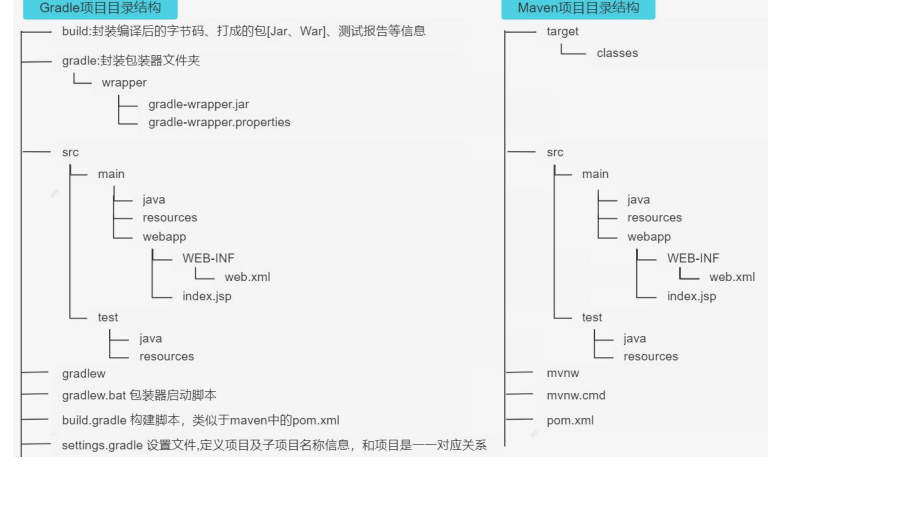 Gradle项目目录结构
build:封装编译后的字节码、打成的包[Jar、War]、测试报告等信息
gradle:封装包装器文件夹
wrapper
gradle-wrapper.jar
gradle-wrapper.properties
src
main
java
resources
webapp
WEB-INF
web.xml
index.jsp
test
java
resources
gradlew
gradlew.bat 包装器启动脚本
build.gradle 构建脚本，类似于maven中的pom.xml
settings.gradle 设置文件,定义项目及子项目名称信息，和项目是一一对应关系
Maven项目目录结构
target
classes
src
main
java
resources
webapp
WEB-INF
web.xml
index.jsp
test
java
resources
mvnw
mvnw.cmd
pom.xml